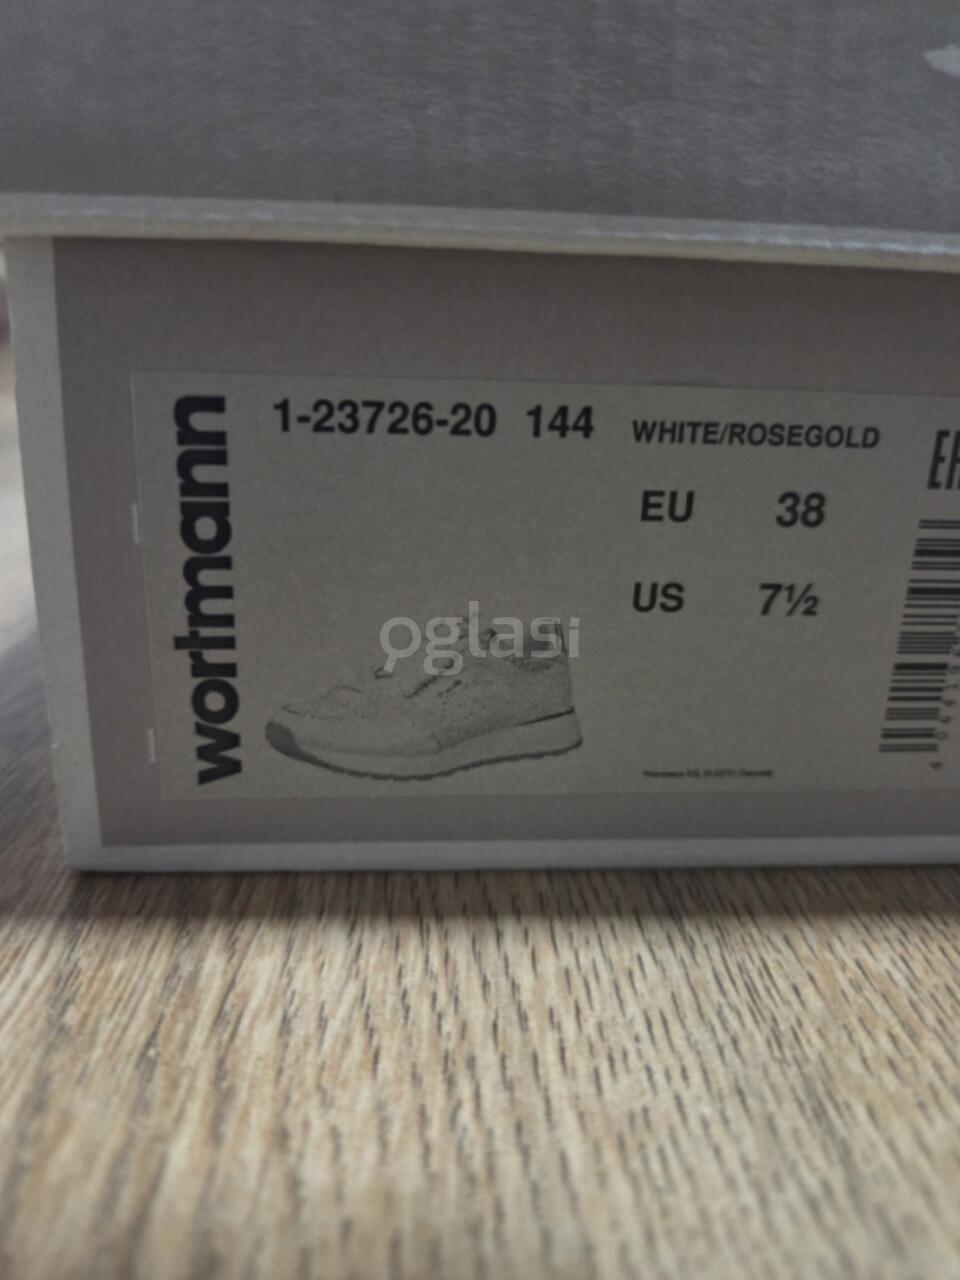 wortmann
1-23726-20 144 WHITE/ROSEGOLD
EU 38
US 7½
oglasi